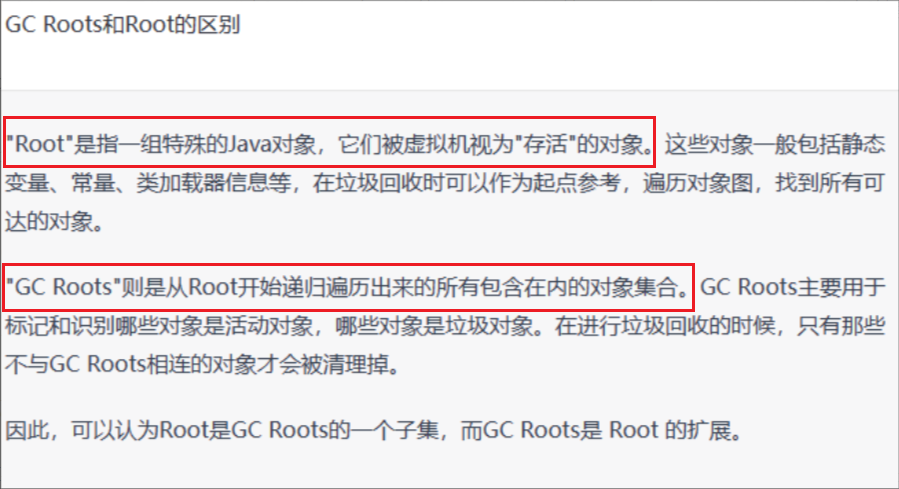 GC Roots和Root的区别
"Root"是指一组特殊的Java对象，它们被虚拟机视为"存活"的对象。这些对象一般包括静态
变量、常量、类加载器信息等，在垃圾回收时可以作为起点参考，遍历对象图，找到所有可
达的对象。
"GC Roots"则是从Root开始递归遍历出来的所有包含在内的对象集合。GC Roots主要用于
标记和识别哪些对象是活动对象，哪些对象是垃圾对象。在进行垃圾回收的时候，只有那些
不与GC Roots相连的对象才会被清理掉。
因此，可以认为Root是GC Roots的一个子集，而GC Roots是 Root 的扩展。